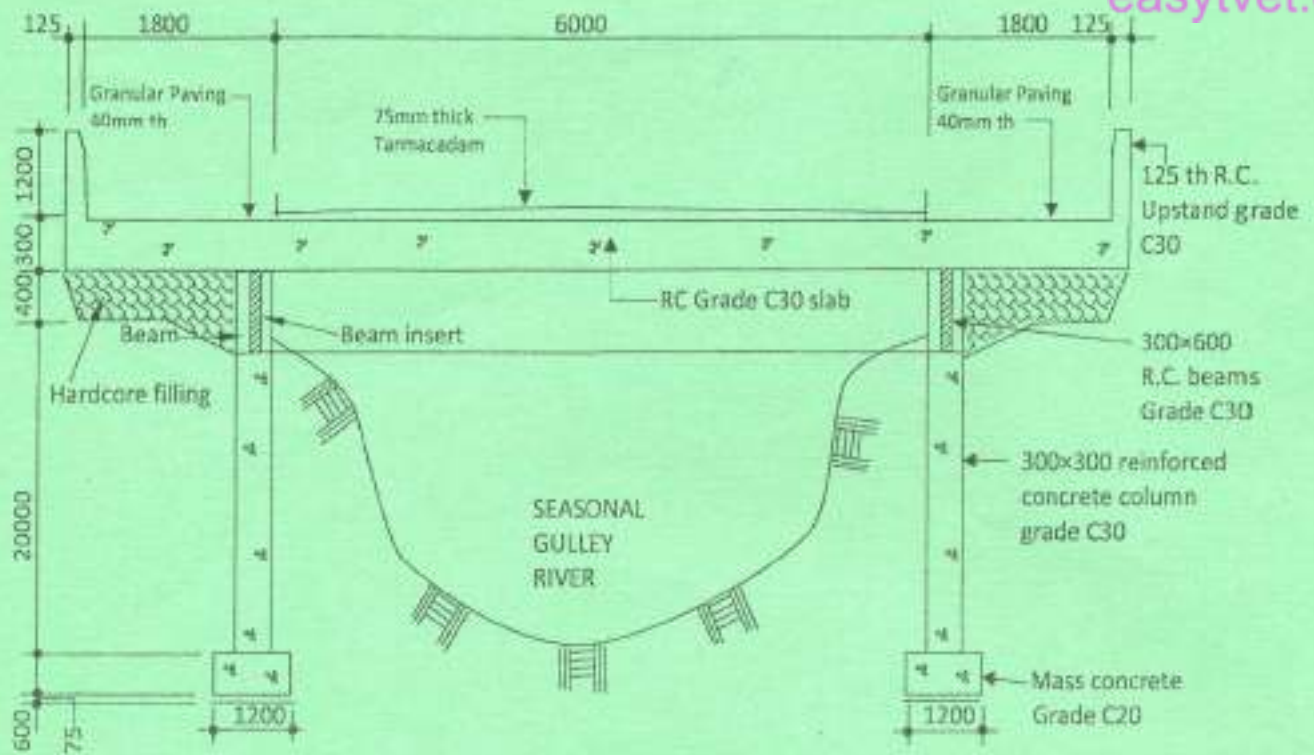 easytvet.
125 1800 6000 1800 125
Granular Paving
40mm th
75mm thick
Tarmacadam
Granular Paving
40mm th
1200
300
400
20000
600
75
125 th R.C.
Upstand grade
C30
RC Grade C30 slab
Beam
Beam insert
Hardcore filling
300×600
R.C. beams
Grade C30
300×300 reinforced
concrete column
grade C30
SEASONAL
GULLEY
RIVER
Mass concrete
Grade C20
1200
1200